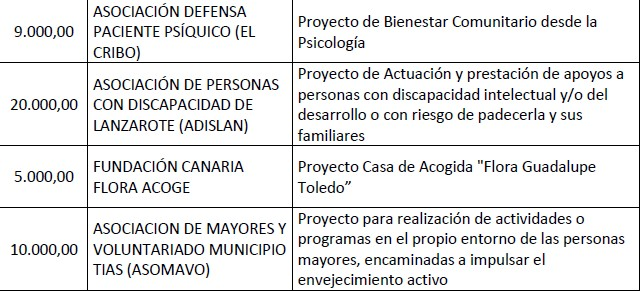 9.000,00
ASOCIACIÓN DEFENSA
PACIENTE PSÍQUICO (EL
CRIBO)
Proyecto de Bienestar Comunitario desde la
Psicología
20.000,00
ASOCIACIÓN DE PERSONAS
CON DISCAPACIDAD DE
LANZAROTE (ADISLAN)
Proyecto de Actuación y prestación de apoyos a
personas con discapacidad intelectual y/o del
desarrollo o con riesgo de padecerla y sus
familiares
5.000,00
FUNDACIÓN CANARIA
FLORA ACOGE
Proyecto Casa de Acogida "Flora Guadalupe
Toledo”
10.000,00
ASOCIACION DE MAYORES Y
VOLUNTARIADO MUNICIPIO
TIAS (ASOMAVO)
Proyecto para realización de actividades o
programas en el propio entorno de las personas
mayores, encaminadas a impulsar el
envejecimiento activo